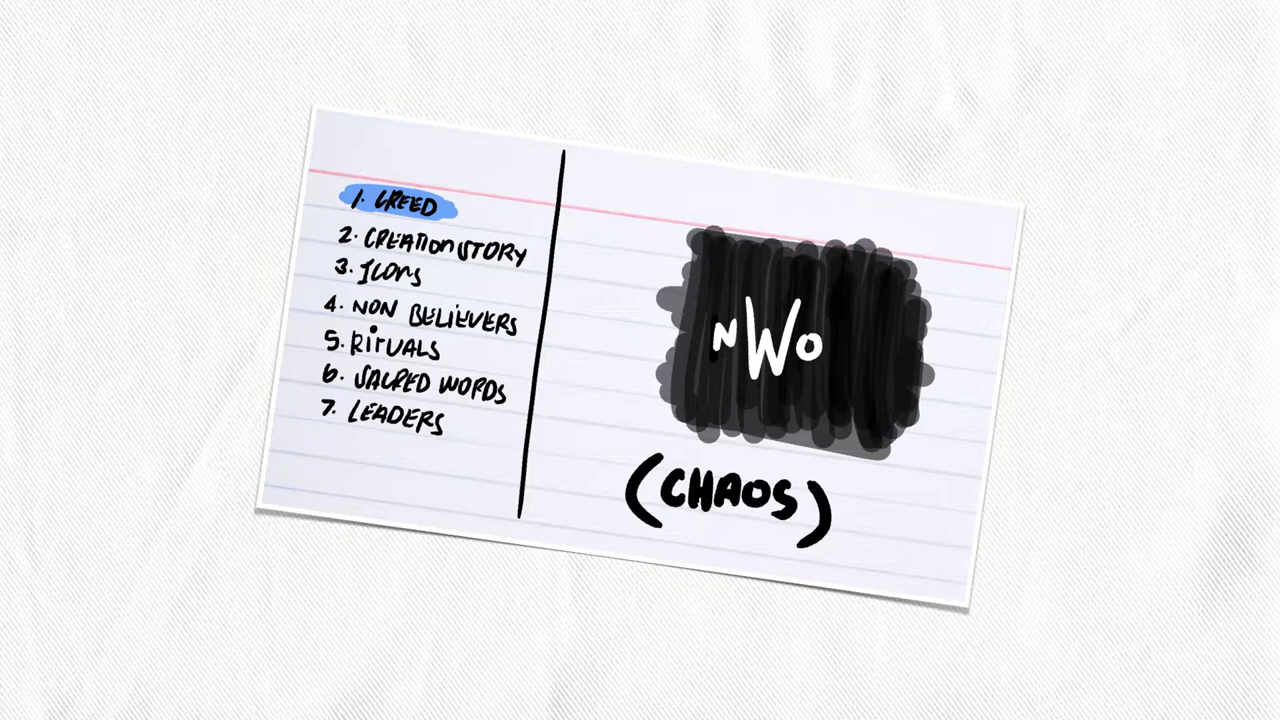 1. CREED
2. CREATION STORY
3. ICONS
4. NON BELIEVERS
5. RITUALS
6. SACRED WORDS
7. LEADERS
NWO
(CHAOS)